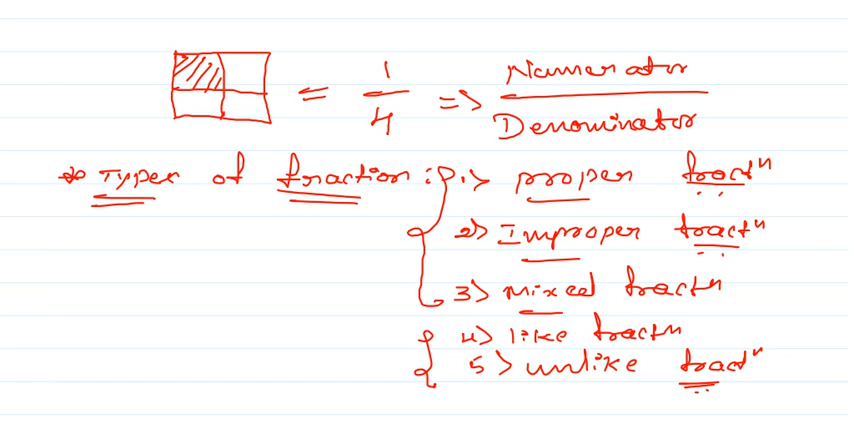 = 1/4 => Numerator/Denominator
* Types of fraction : 1.> proper fractⁿ
2> Improper fractⁿ
3> mixed fractn
4> like fractn
5> unlike fractⁿ